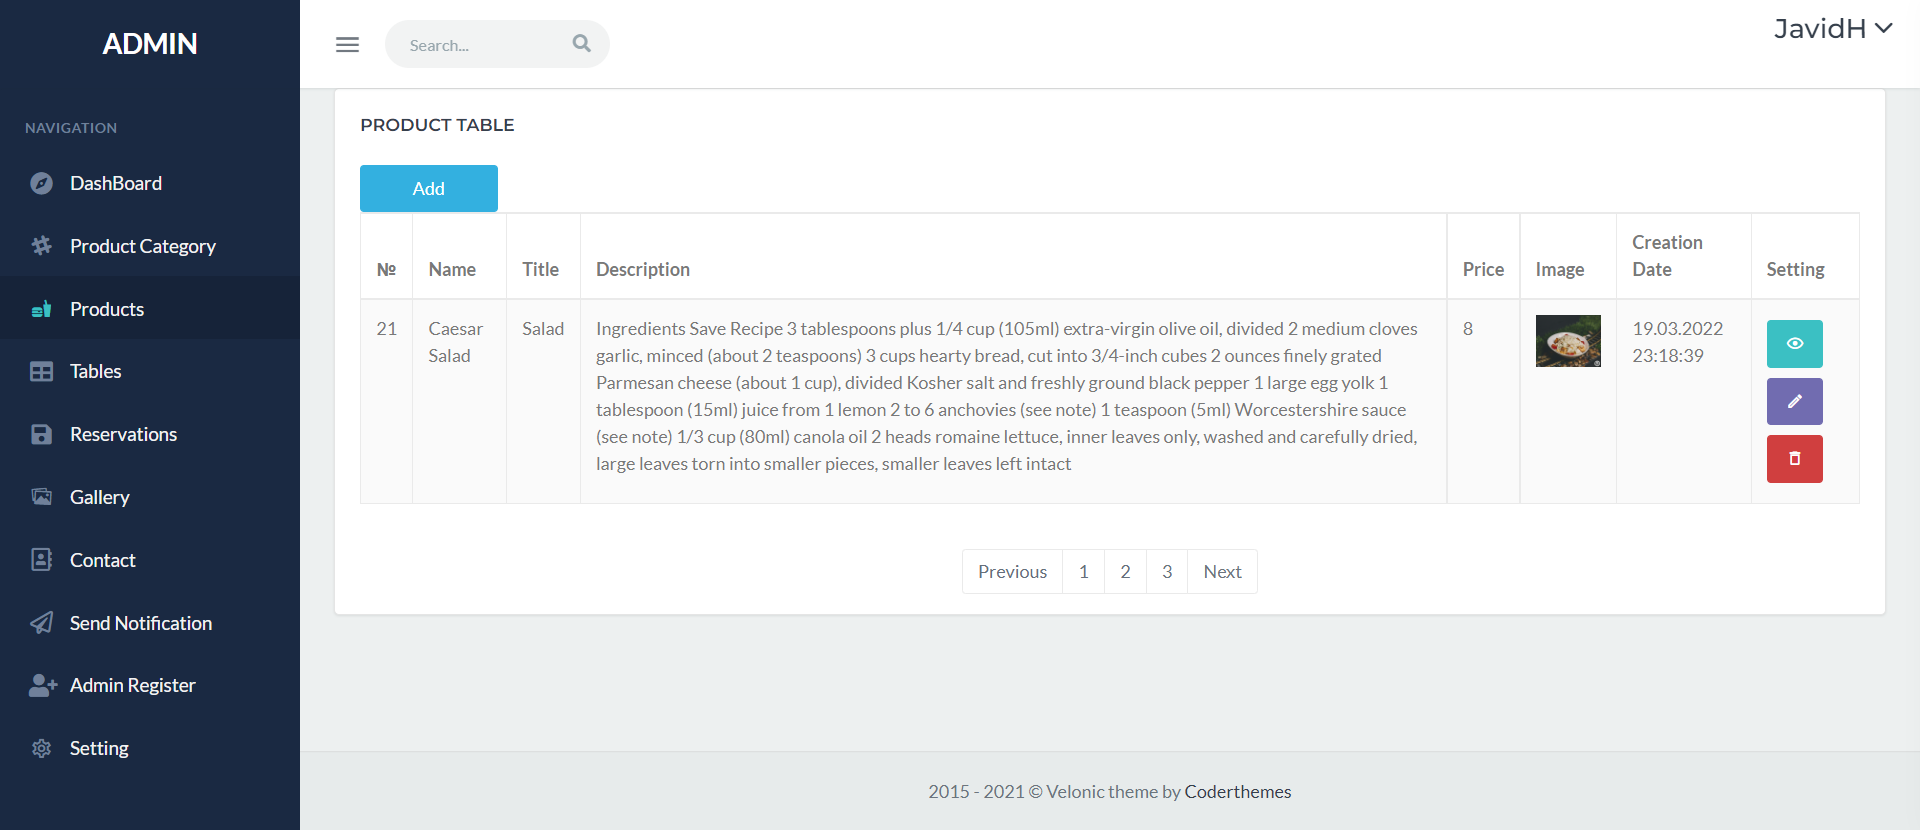 ADMIN
NAVIGATION
DashBoard
Product Category
Products
Tables
Reservations
Gallery
Contact
Send Notification
Admin Register
Setting
Search...
JavidH
PRODUCT TABLE
Add
№ Name Title Description Price Image Creation Date Setting
21 Caesar Salad Salad
Ingredients Save Recipe 3 tablespoons plus 1/4 cup (105ml) extra-virgin olive oil, divided 2 medium cloves
garlic, minced (about 2 teaspoons) 3 cups hearty bread, cut into 3/4-inch cubes 2 ounces finely grated
Parmesan cheese (about 1 cup), divided Kosher salt and freshly ground black pepper 1 large egg yolk 1
tablespoon (15ml) juice from 1 lemon 2 to 6 anchovies (see note) 1 teaspoon (5ml) Worcestershire sauce
(see note) 1/3 cup (80ml) canola oil 2 heads romaine lettuce, inner leaves only, washed and carefully dried,
large leaves torn into smaller pieces, smaller leaves left intact
8
19.03.2022
23:18:39
Previous 1 2 3 Next
2015 - 2021 © Velonic theme by Coderthemes